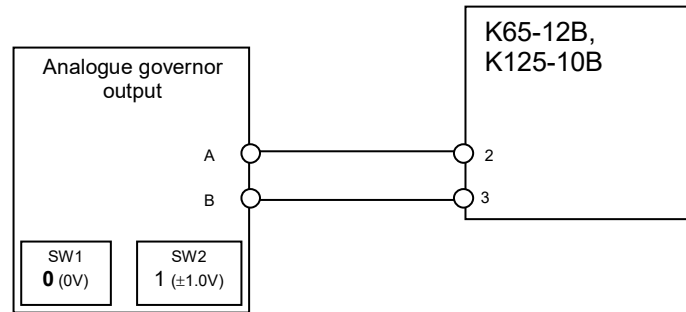 Analogue governor
output
K65-12B,
K125-10B
A
2
B
3
SW1
0 (0V)
SW2
1 (±1.0V)